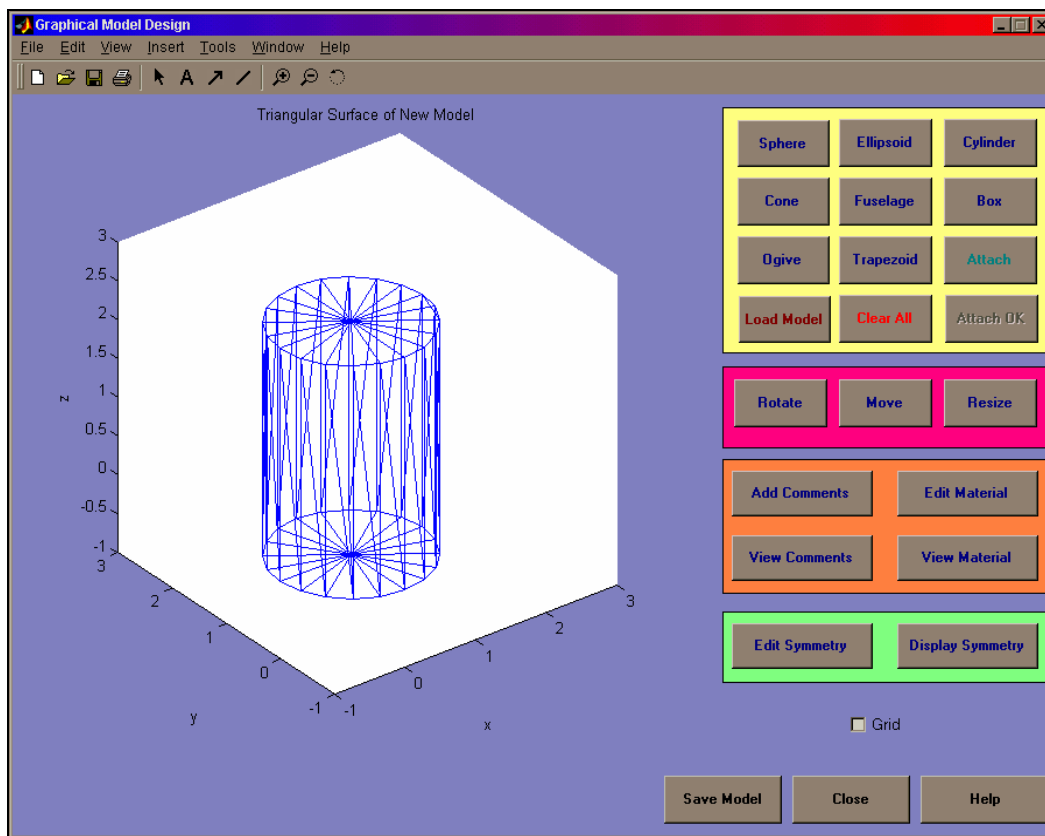 Graphical Model Design
File Edit View Insert Tools Window Help
A
Triangular Surface of New Model
3
2.5
2
1.5
1
0.5
0
-0.5
-1
z
3
2
1
0
-1
y
-1
0
1
2
3
x
Sphere Ellipsoid Cylinder
Cone Fuselage Box
Ogive Trapezoid Attach
Load Model Clear All Attach OK
Rotate Move Resize
Add Comments Edit Material
View Comments View Material
Edit Symmetry Display Symmetry
Grid
Save Model Close Help